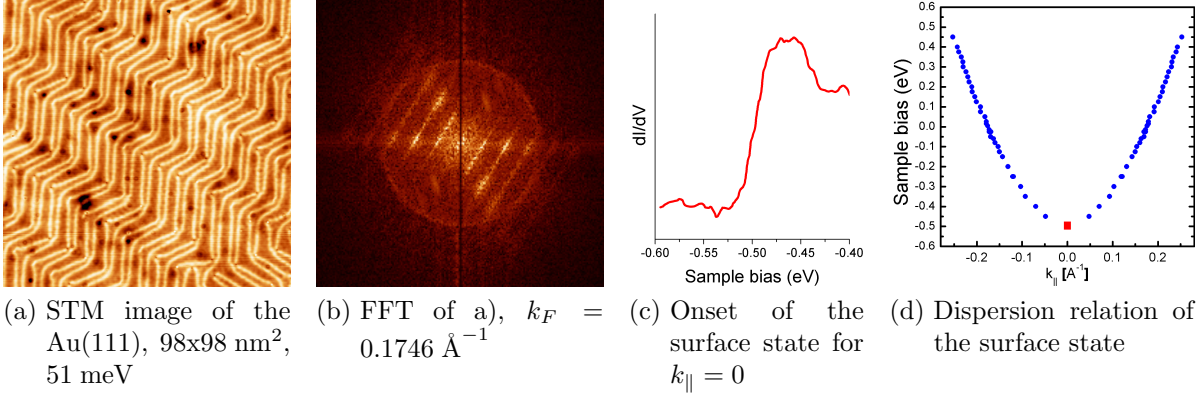 dI/dV
-0.60 -0.55 -0.50 -0.45 -0.40
Sample bias (eV)
Sample bias (eV)
0.6
0.5
0.4
0.3
0.2
0.1
0.0
-0.1
-0.2
-0.3
-0.4
-0.5
-0.6
-0.2 -0.1 0.0 0.1 0.2
k|| [A⁻¹]
(a) STM image of the
Au(111), 98x98 nm²,
51 meV
(b) FFT of a), kF =
0.1746 Å⁻¹
(c) Onset of the
surface state for
k∥ = 0
(d) Dispersion relation of
the surface state